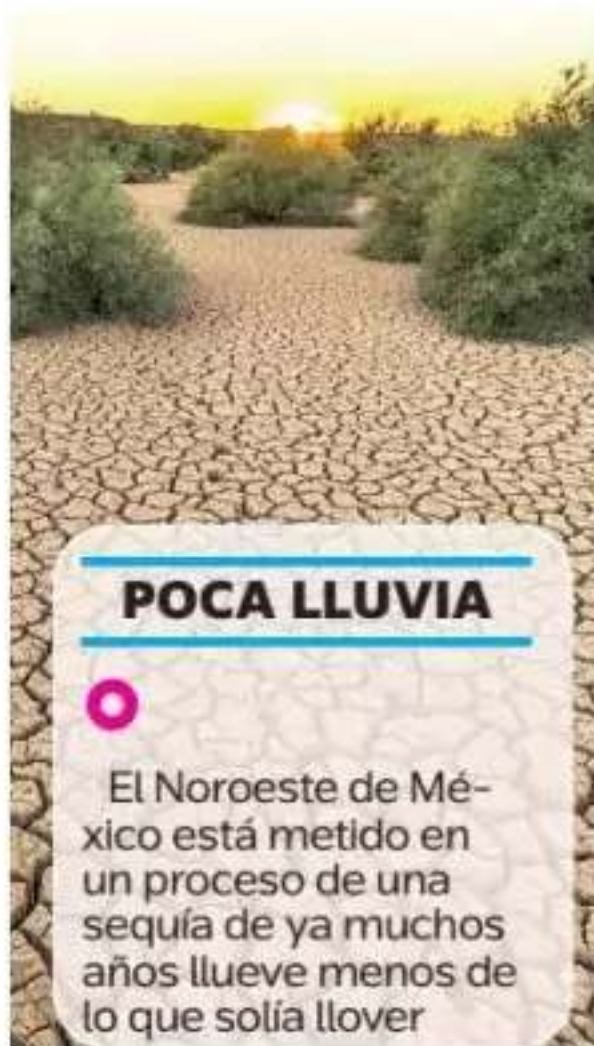 POCA LLUVIA
El Noroeste de Mé-
xico está metido en
un proceso de una
sequía de ya muchos
años llueve menos de
lo que solía llover